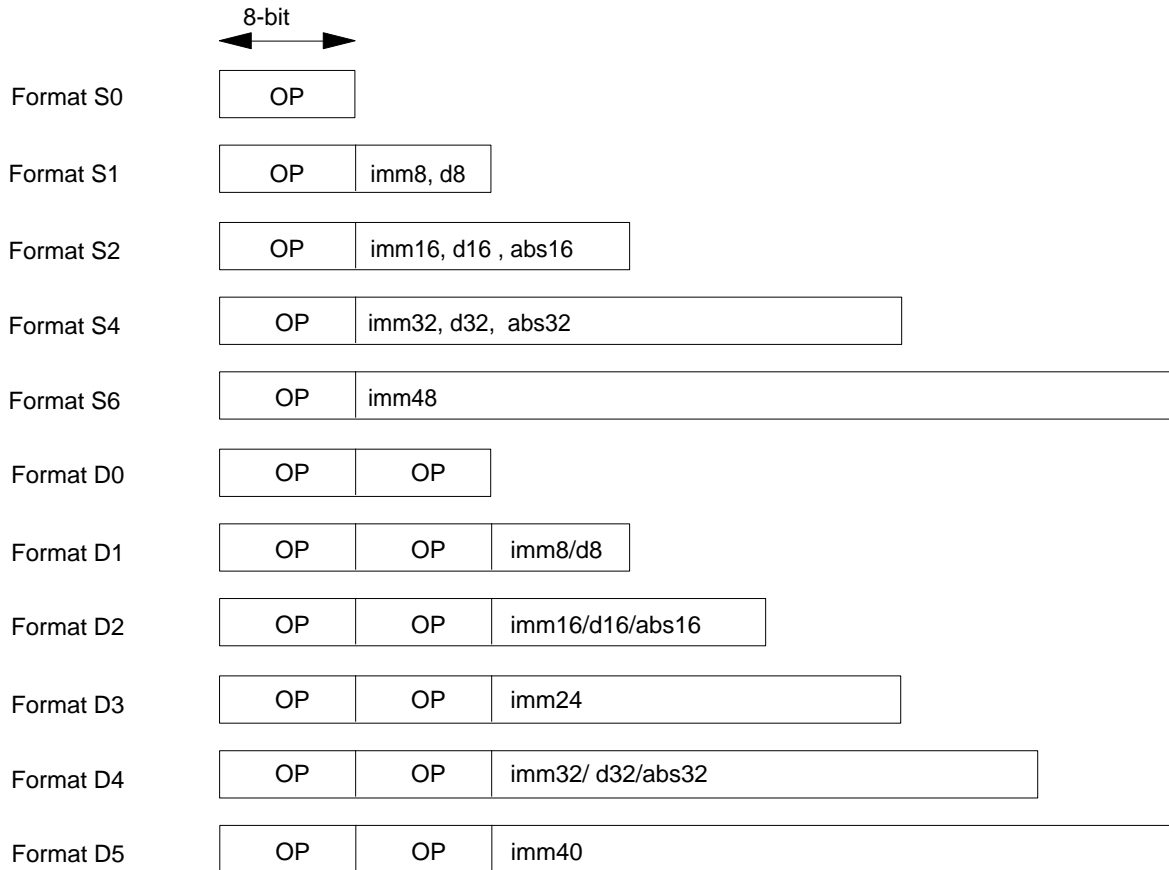 8-bit
Format S0 OP
Format S1 OP imm8, d8
Format S2 OP imm16, d16 , abs16
Format S4 OP imm32, d32, abs32
Format S6 OP imm48
Format D0 OP OP
Format D1 OP OP imm8/d8
Format D2 OP OP imm16/d16/abs16
Format D3 OP OP imm24
Format D4 OP OP imm32/ d32/abs32
Format D5 OP OP imm40